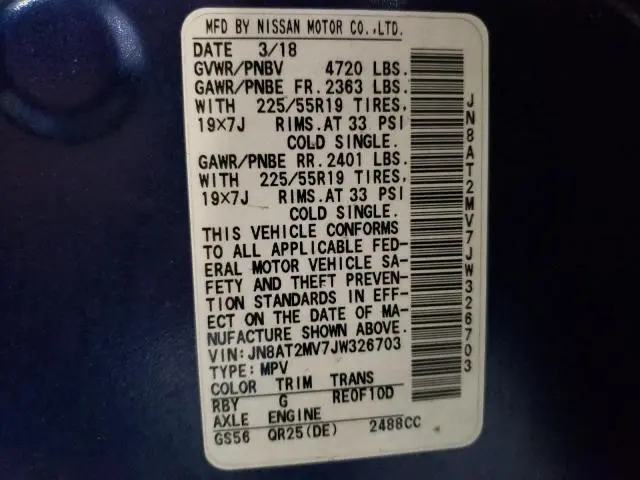 MFD BY NISSAN MOTOR CO.,LTD.
DATE 3/18
GVWR/PNBV 4720 LBS.
GAWR/PNBE FR. 2363 LBS.
WITH 225/55R19 TIRES,
19×7J RIMS.AT 33 PSI
COLD SINGLE.
GAWR/PNBE RR. 2401 LBS.
WITH 225/55R19 TIRES,
19×7J RIMS.AT 33 PSI
COLD SINGLE.
THIS VEHICLE CONFORMS
TO ALL APPLICABLE FED-
ERAL MOTOR VEHICLE SA-
FETY AND THEFT PREVEN-
TION STANDARDS IN EFF-
ECT ON THE DATE OF MA-
NUFACTURE SHOWN ABOVE.
VIN:JN8AT2MV7JW326703
TYPE:MPV
COLOR TRIM TRANS
RBY G RE0F10D
AXLE ENGINE
GS56 QR25(DE) 2488CC
JN8AT2MV7JW326703